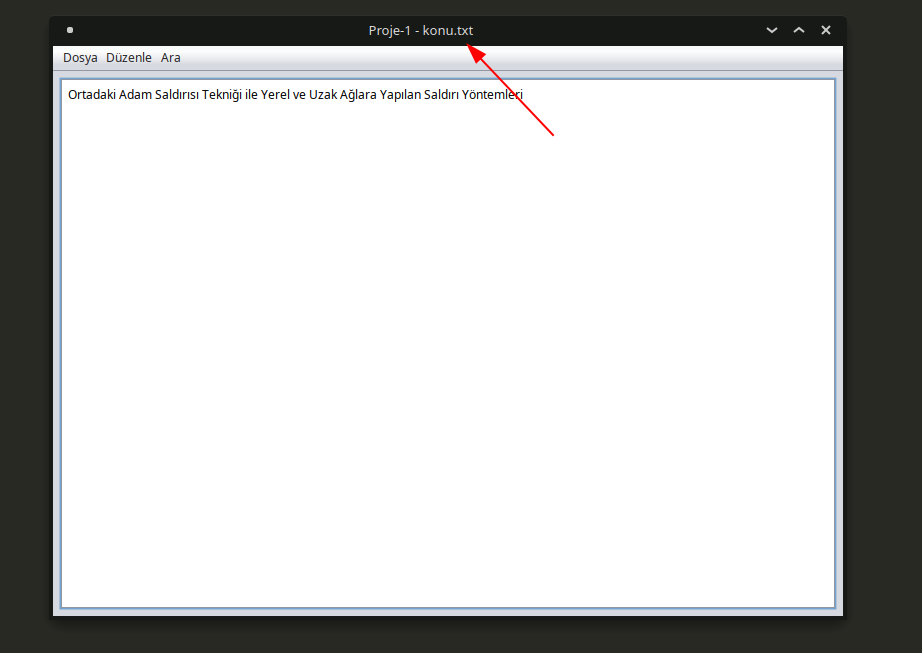 Proje-1 - konu.txt
Dosya Düzenle Ara
Ortadaki Adam Saldırısı Tekniği ile Yerel ve Uzak Ağlara Yapılan Saldırı Yöntemleri